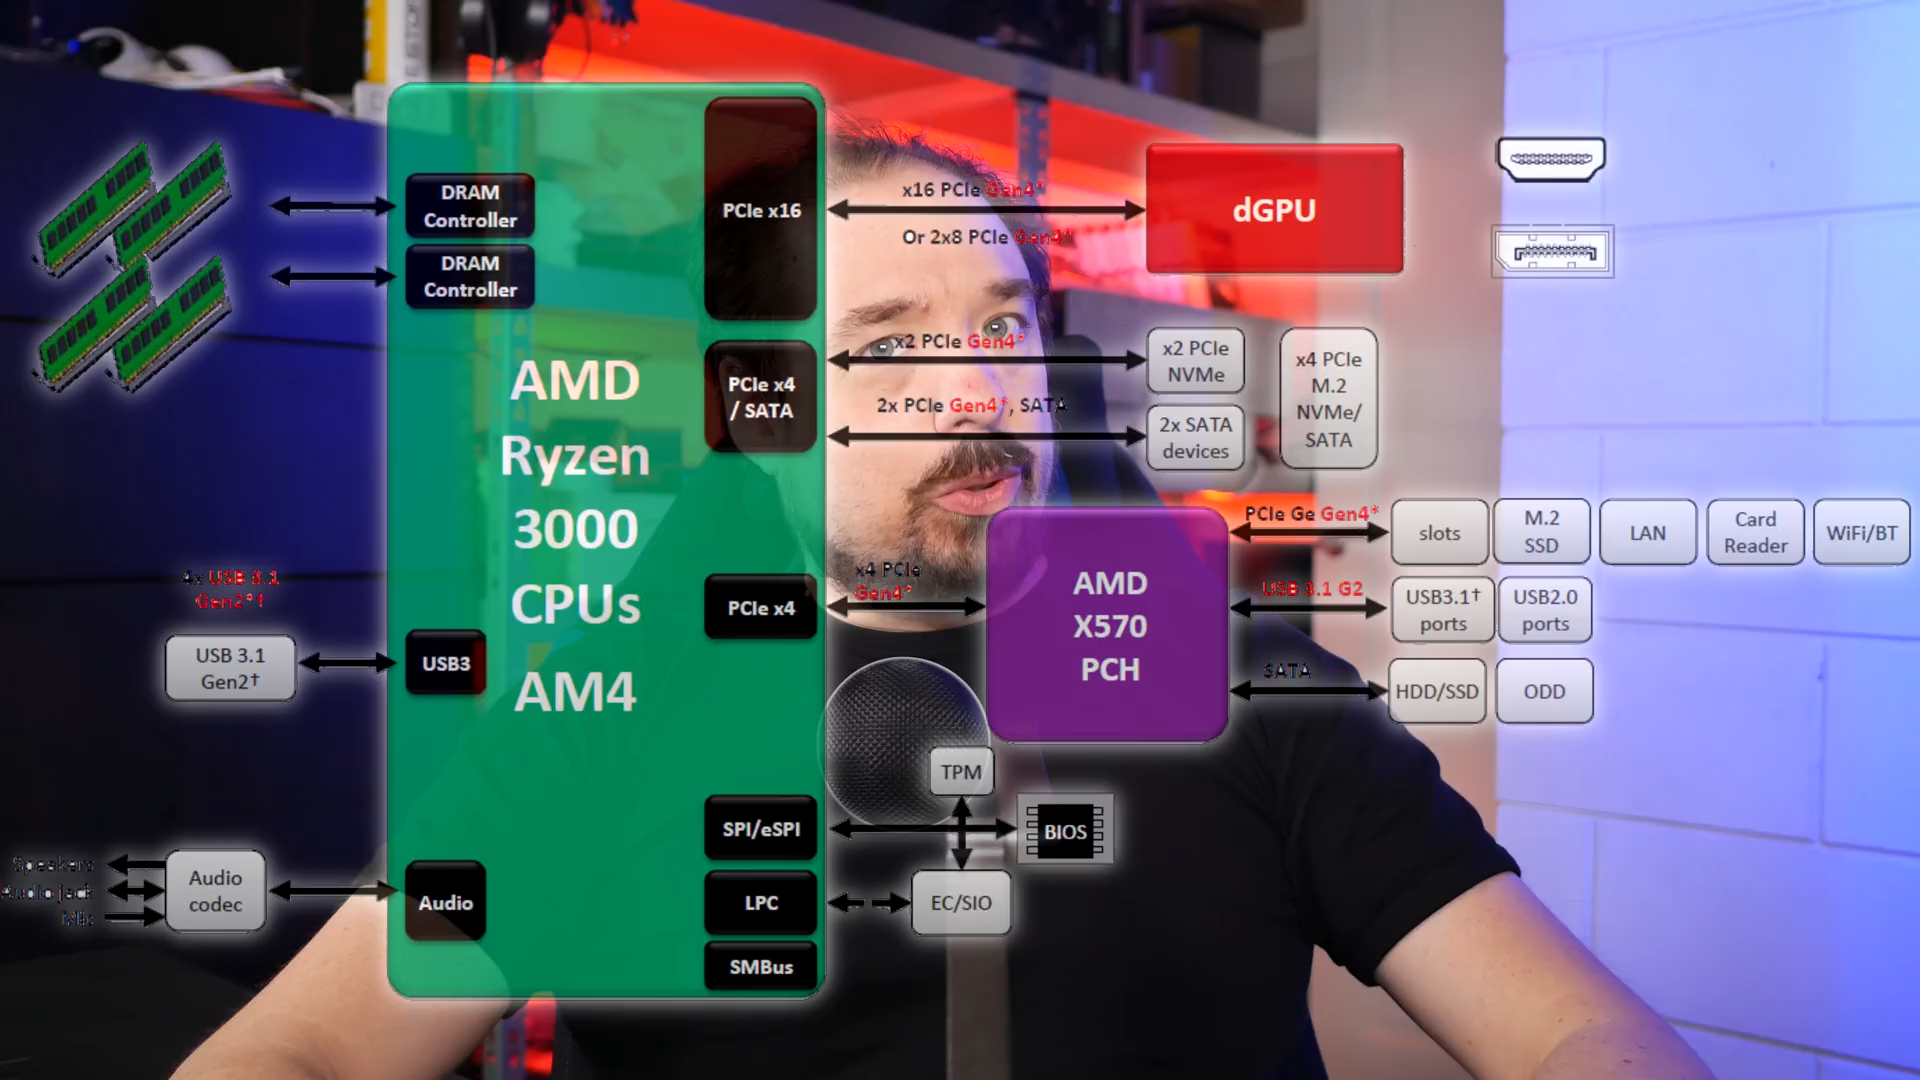 DRAM
Controller
DRAM
Controller
PCIe x16
x16 PCIe Gen4*
Or 2x8 PCIe Gen4*
dGPU
AMD
Ryzen
3000
CPUs
AM4
PCIe x4
/ SATA
x2 PCIe Gen4*
2x PCIe Gen4*, SATA
x2 PCIe
NVMe
2x SATA
devices
x4 PCIe
M.2
NVMe/
SATA
4x USB 3.1
Gen2*†
USB 3.1
Gen2†
USB3
PCIe x4
x4 PCIe
Gen4*
AMD
X570
PCH
PCIe Ge Gen4*
slots
M.2
SSD
LAN
Card
Reader
WiFi/BT
USB 3.1 G2
USB3.1†
ports
USB2.0
ports
SATA
HDD/SSD
ODD
TPM
SPI/eSPI
BIOS
Speakers
Audio jack
Mic
Audio
codec
Audio
LPC
EC/SIO
SMBus